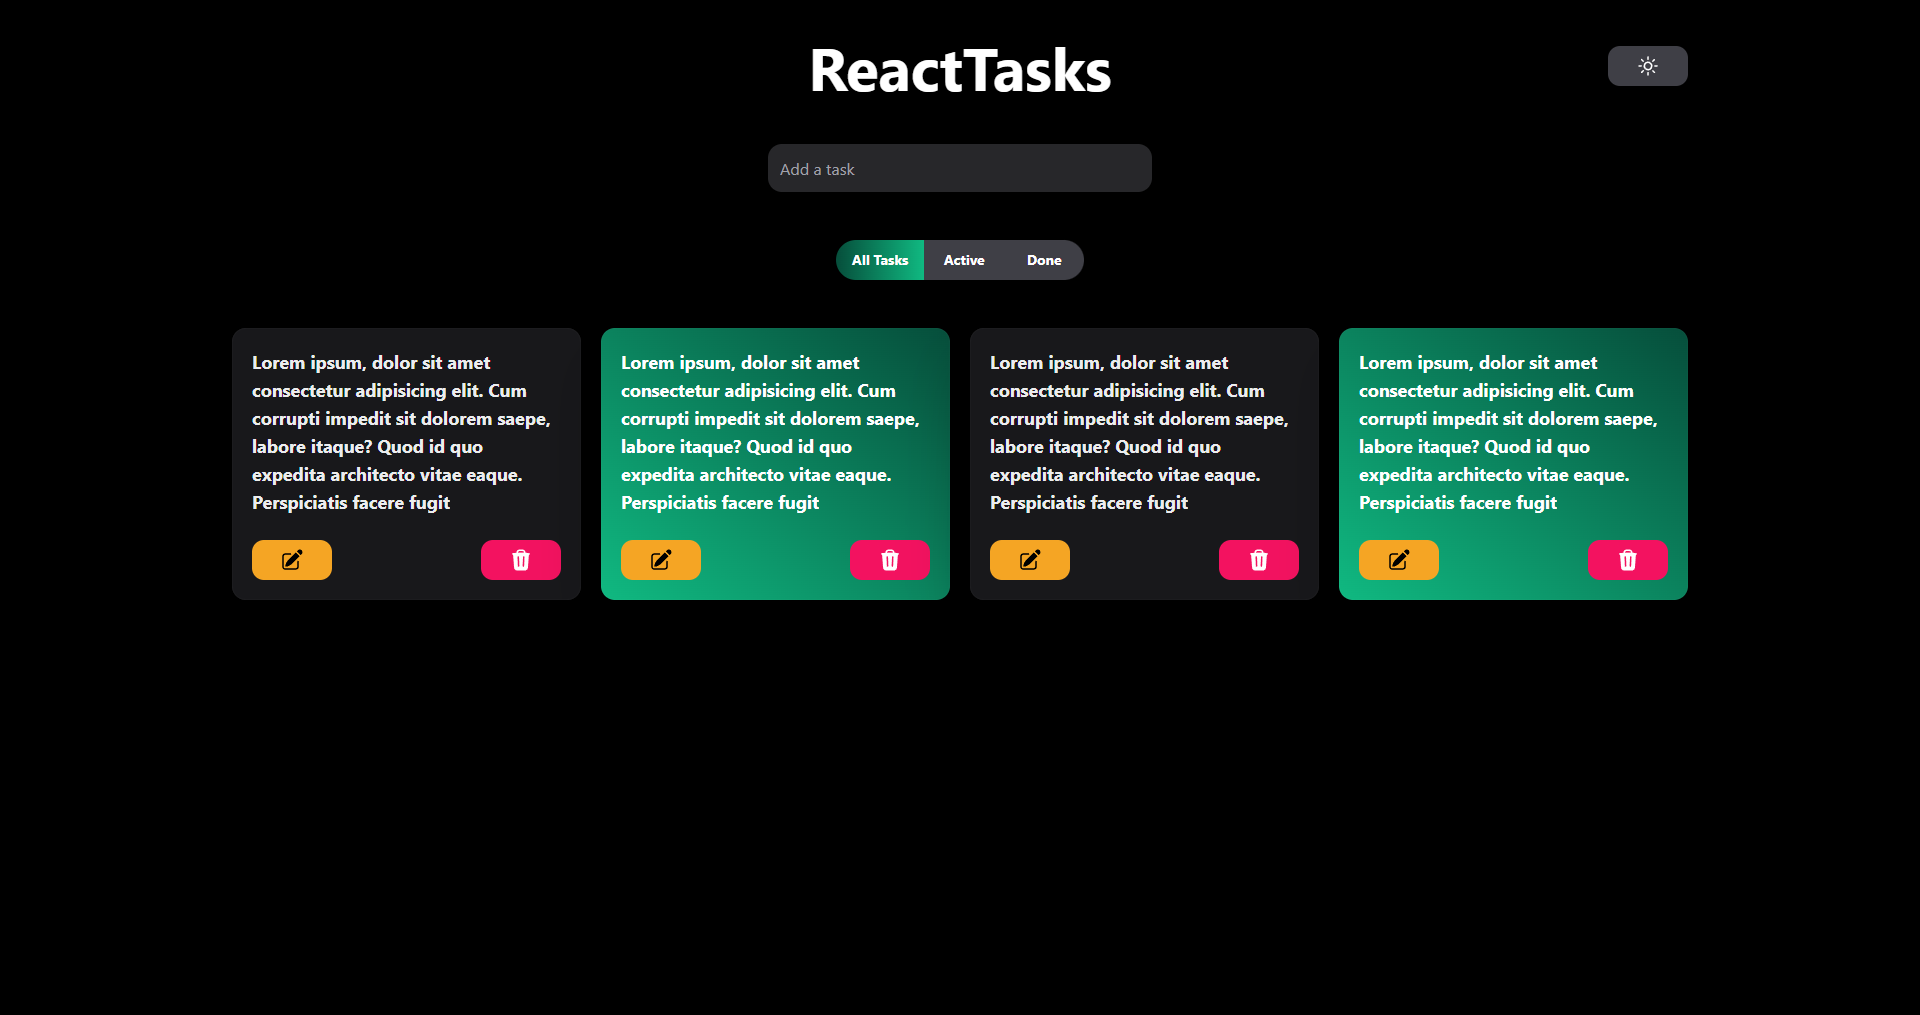 ReactTasks
Add a task
All Tasks
Active
Done
Lorem ipsum, dolor sit amet
consectetur adipisicing elit. Cum
corrupti impedit sit dolorem saepe,
labore itaque? Quod id quo
expedita architecto vitae eaque.
Perspiciatis facere fugit
Lorem ipsum, dolor sit amet
consectetur adipisicing elit. Cum
corrupti impedit sit dolorem saepe,
labore itaque? Quod id quo
expedita architecto vitae eaque.
Perspiciatis facere fugit
Lorem ipsum, dolor sit amet
consectetur adipisicing elit. Cum
corrupti impedit sit dolorem saepe,
labore itaque? Quod id quo
expedita architecto vitae eaque.
Perspiciatis facere fugit
Lorem ipsum, dolor sit amet
consectetur adipisicing elit. Cum
corrupti impedit sit dolorem saepe,
labore itaque? Quod id quo
expedita architecto vitae eaque.
Perspiciatis facere fugit